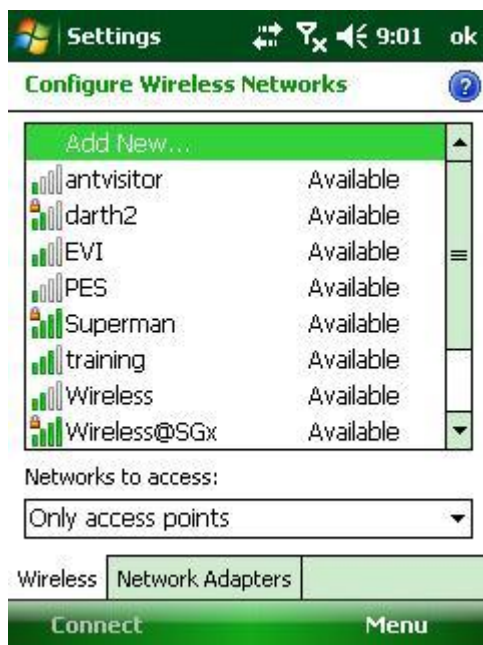 Settings 9:01 ok
Configure Wireless Networks ?
Add New...
antvisitor Available
darth2 Available
EVI Available
PES Available
Superman Available
training Available
Wireless Available
Wireless@SGx Available
Networks to access:
Only access points
Wireless Network Adapters
Connect Menu